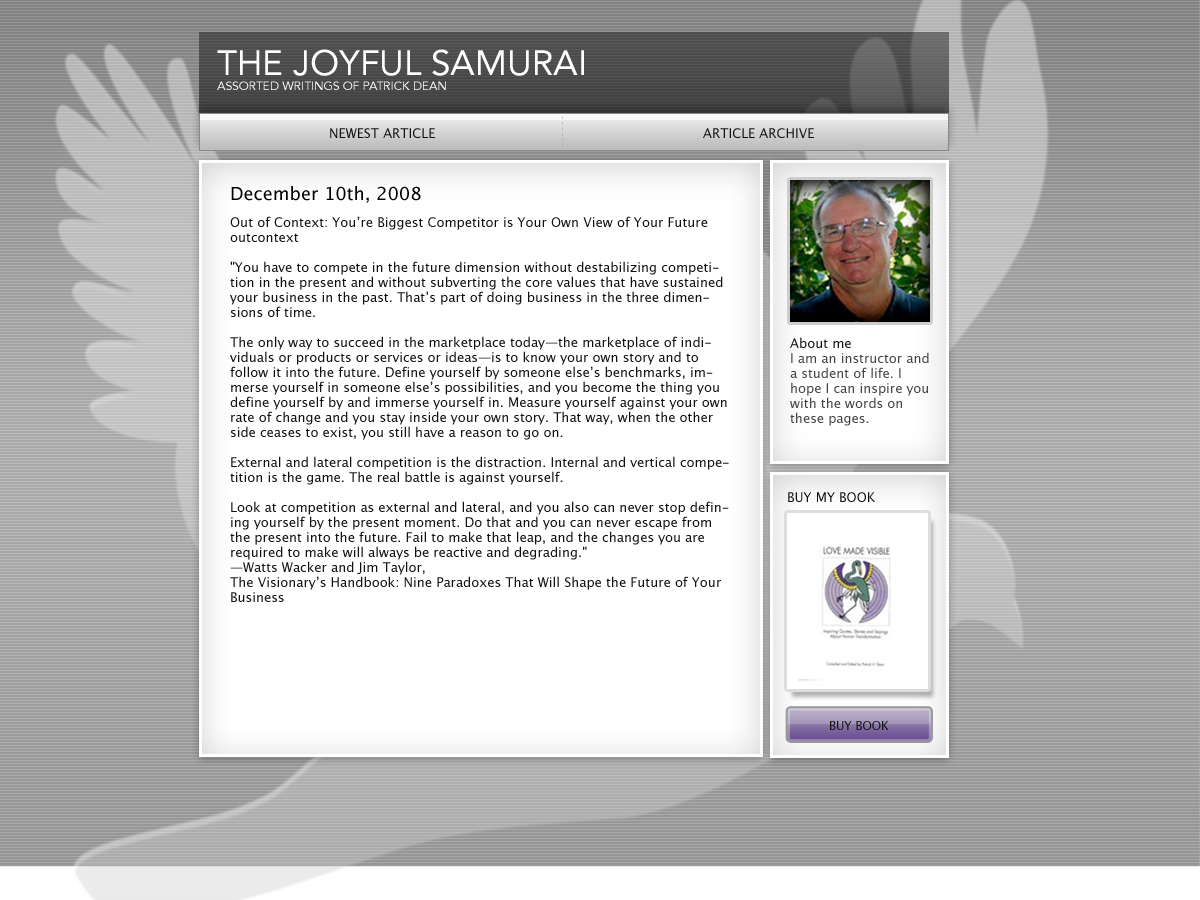 THE JOYFUL SAMURAI
ASSORTED WRITINGS OF PATRICK DEAN
NEWEST ARTICLE
ARTICLE ARCHIVE
December 10th, 2008
Out of Context: You’re Biggest Competitor is Your Own View of Your Future
outcontext
"You have to compete in the future dimension without destabilizing competi-
tion in the present and without subverting the core values that have sustained
your business in the past. That’s part of doing business in the three dimen-
sions of time.
The only way to succeed in the marketplace today—the marketplace of indi-
viduals or products or services or ideas—is to know your own story and to
follow it into the future. Define yourself by someone else’s benchmarks, im-
merse yourself in someone else’s possibilities, and you become the thing you
define yourself by and immerse yourself in. Measure yourself against your own
rate of change and you stay inside your own story. That way, when the other
side ceases to exist, you still have a reason to go on.
External and lateral competition is the distraction. Internal and vertical compe-
tition is the game. The real battle is against yourself.
Look at competition as external and lateral, and you also can never stop defin-
ing yourself by the present moment. Do that and you can never escape from
the present into the future. Fail to make that leap, and the changes you are
required to make will always be reactive and degrading."
—Watts Wacker and Jim Taylor,
The Visionary’s Handbook: Nine Paradoxes That Will Shape the Future of Your
Business
About me
I am an instructor and
a student of life. I
hope I can inspire you
with the words on
these pages.
BUY MY BOOK
LOVE MADE VISIBLE
Inspiring Quotes, Stories and Sayings
About Human Transformation
Compiled and Edited by Patrick H. Dean
BUY BOOK